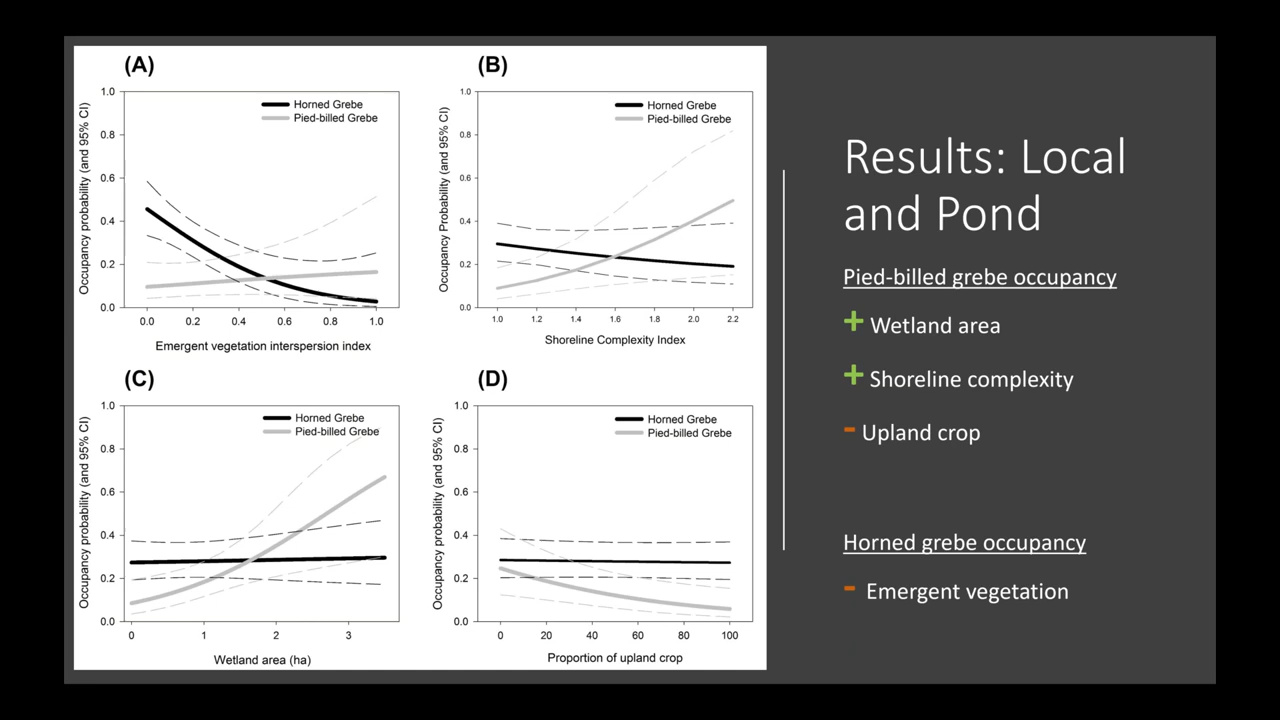 (A)
Occupancy probability (and 95% CI)
1.0
0.8
0.6
0.4
0.2
0.0
Horned Grebe
Pied-billed Grebe
0.0 0.2 0.4 0.6 0.8 1.0
Emergent vegetation interspersion index
(B)
Occupancy Probability (and 95% CI)
1.0
0.8
0.6
0.4
0.2
0.0
Horned Grebe
Pied-billed Grebe
1.0 1.2 1.4 1.6 1.8 2.0 2.2
Shoreline Complexity Index
(C)
Occupancy probability (and 95% CI)
1.0
0.8
0.6
0.4
0.2
0.0
Horned Grebe
Pied-billed Grebe
0 1 2 3
Wetland area (ha)
(D)
Occupancy probability (and 95% CI)
1.0
0.8
0.6
0.4
0.2
0.0
Horned Grebe
Pied-billed Grebe
0 20 40 60 80 100
Proportion of upland crop
Results: Local
and Pond
Pied-billed grebe occupancy
+ Wetland area
+ Shoreline complexity
- Upland crop
Horned grebe occupancy
- Emergent vegetation